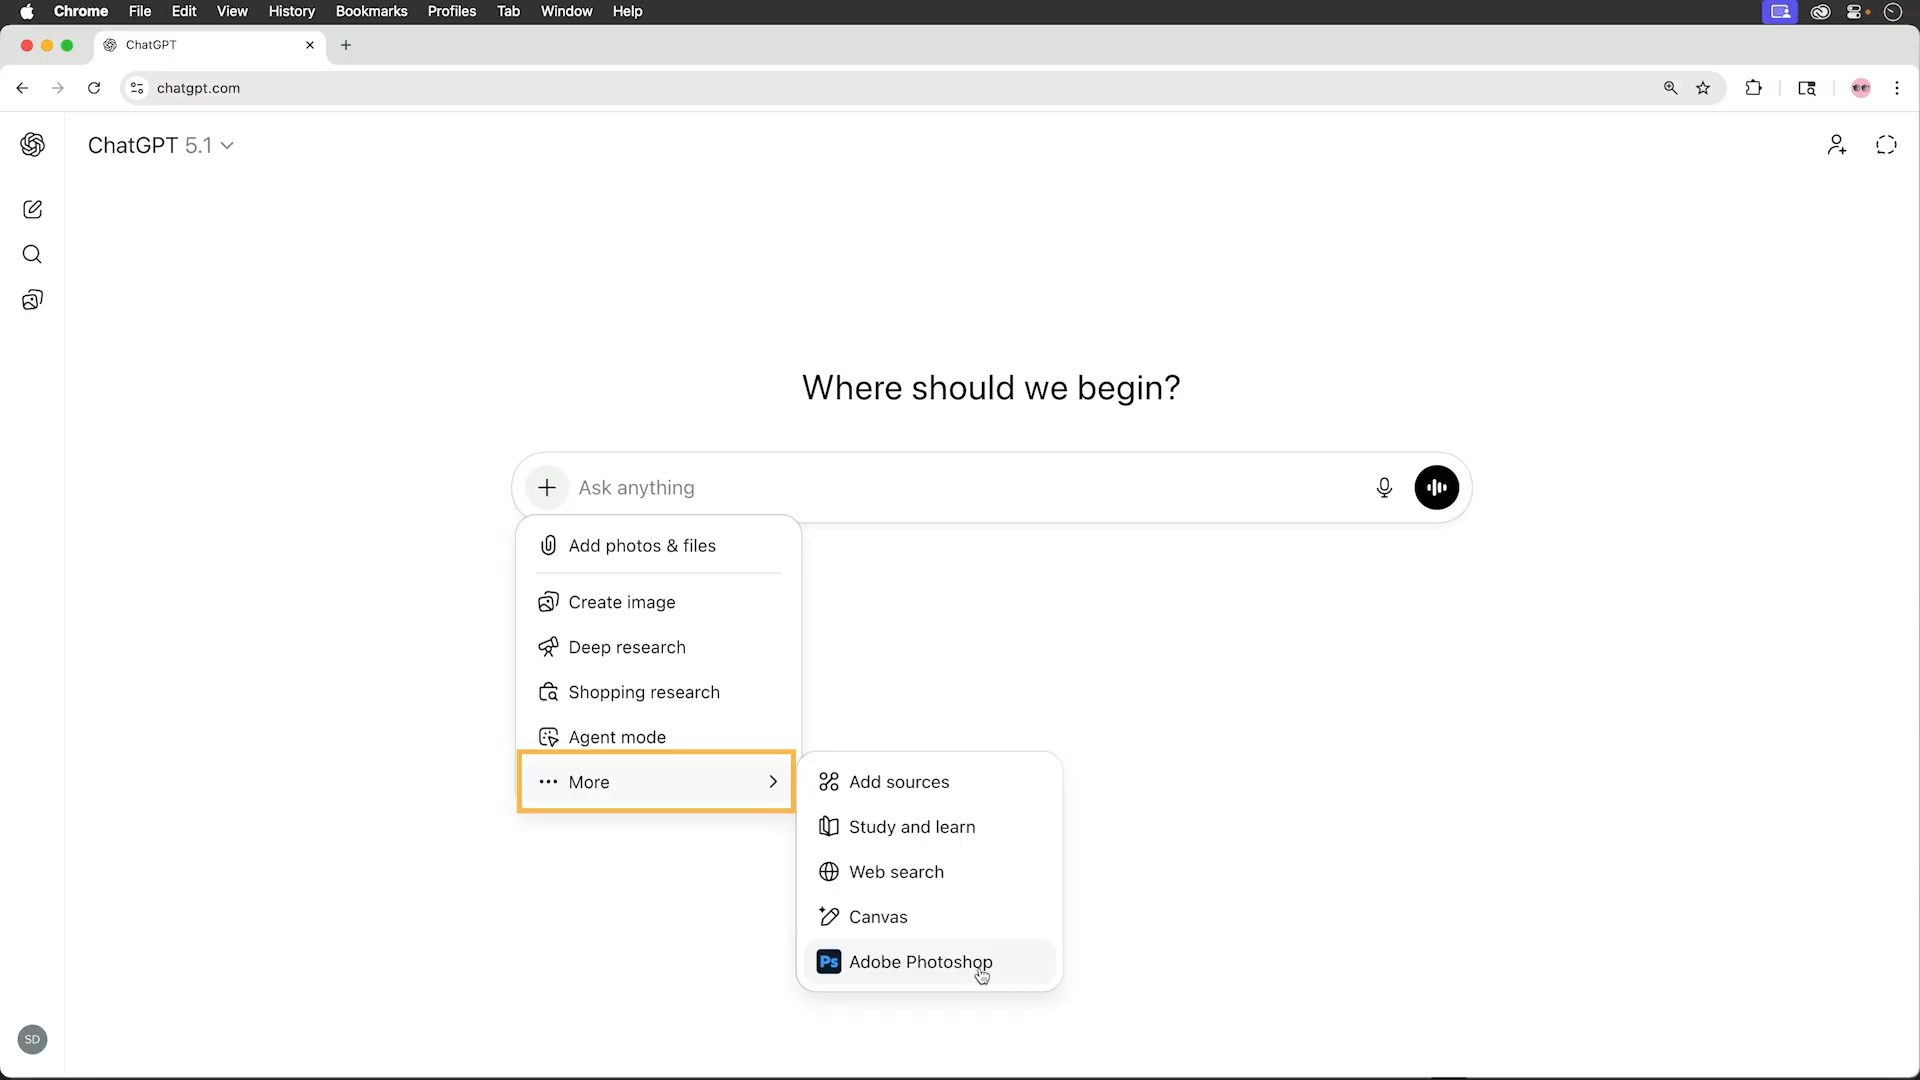 Chrome File Edit View History Bookmarks Profiles Tab Window Help
ChatGPT
chatgpt.com
ChatGPT 5.1
Where should we begin?
Ask anything
Add photos & files
Create image
Deep research
Shopping research
Agent mode
More
Add sources
Study and learn
Web search
Canvas
Ps Adobe Photoshop
SD